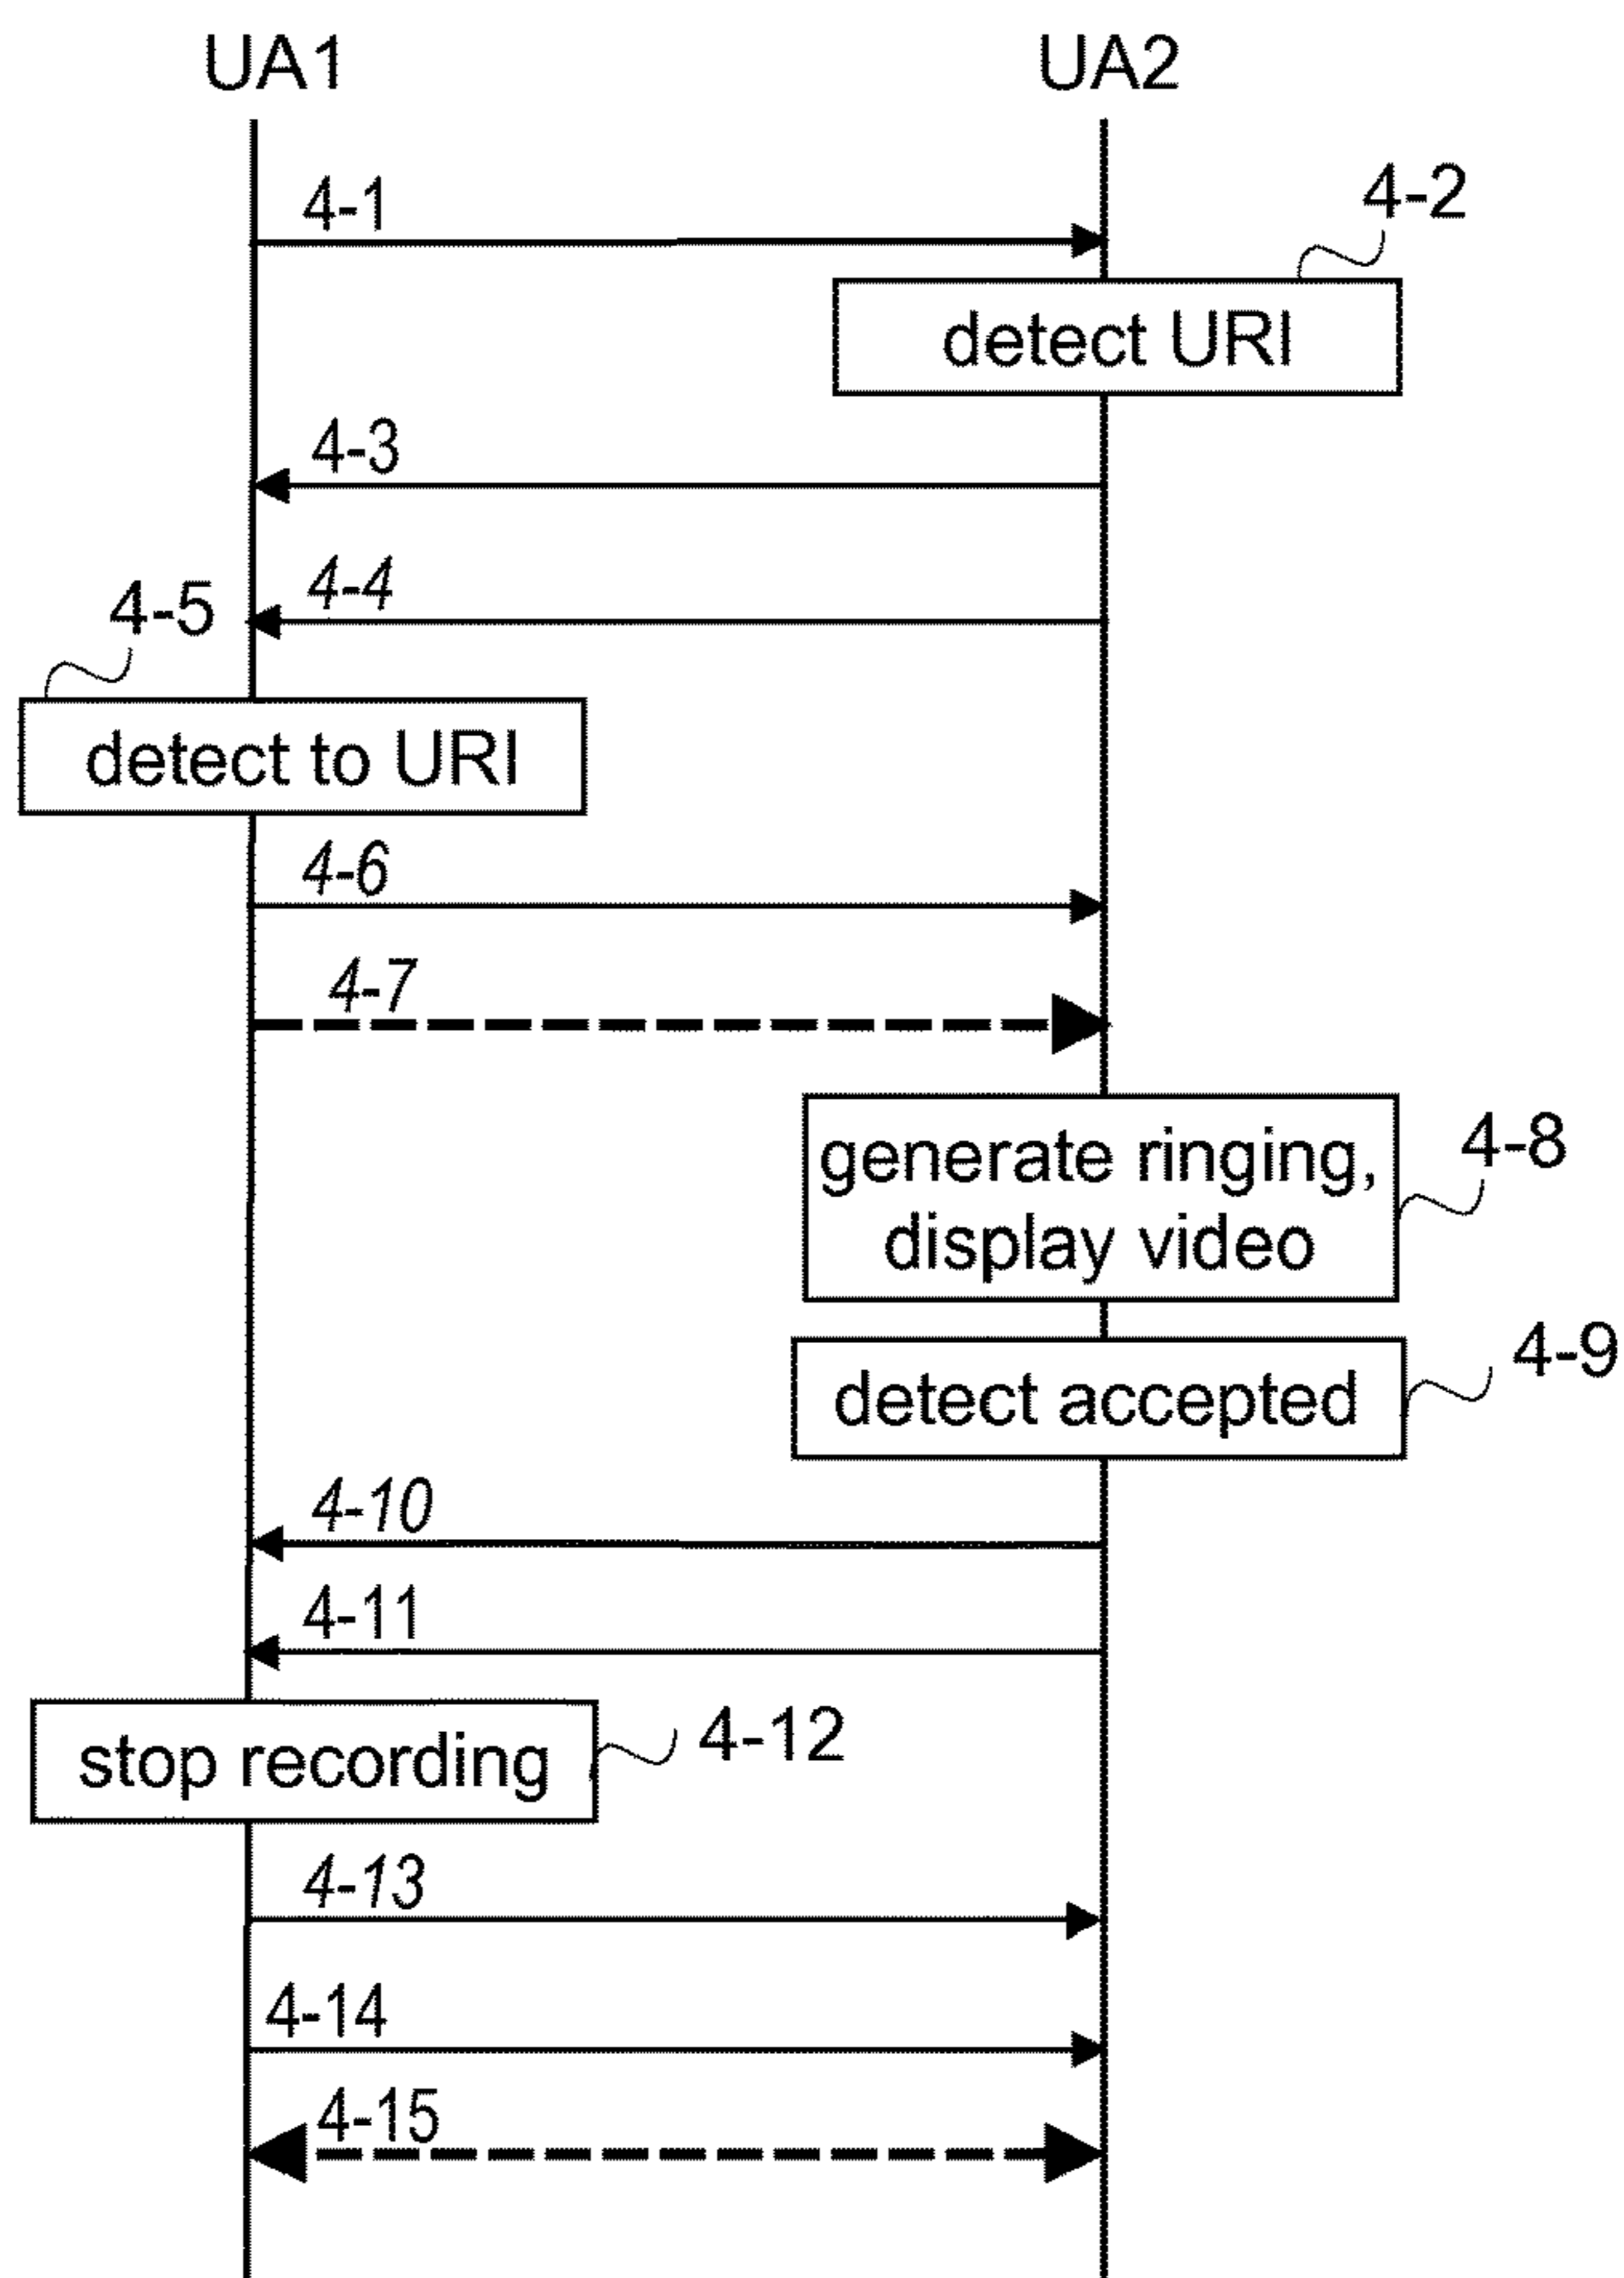 UA1
UA2
4-1
4-2
detect URI
4-3
4-4
4-5
detect to URI
4-6
4-7
generate ringing,
display video
4-8
4-9
detect accepted
4-10
4-11
stop recording
4-12
4-13
4-14
4-15